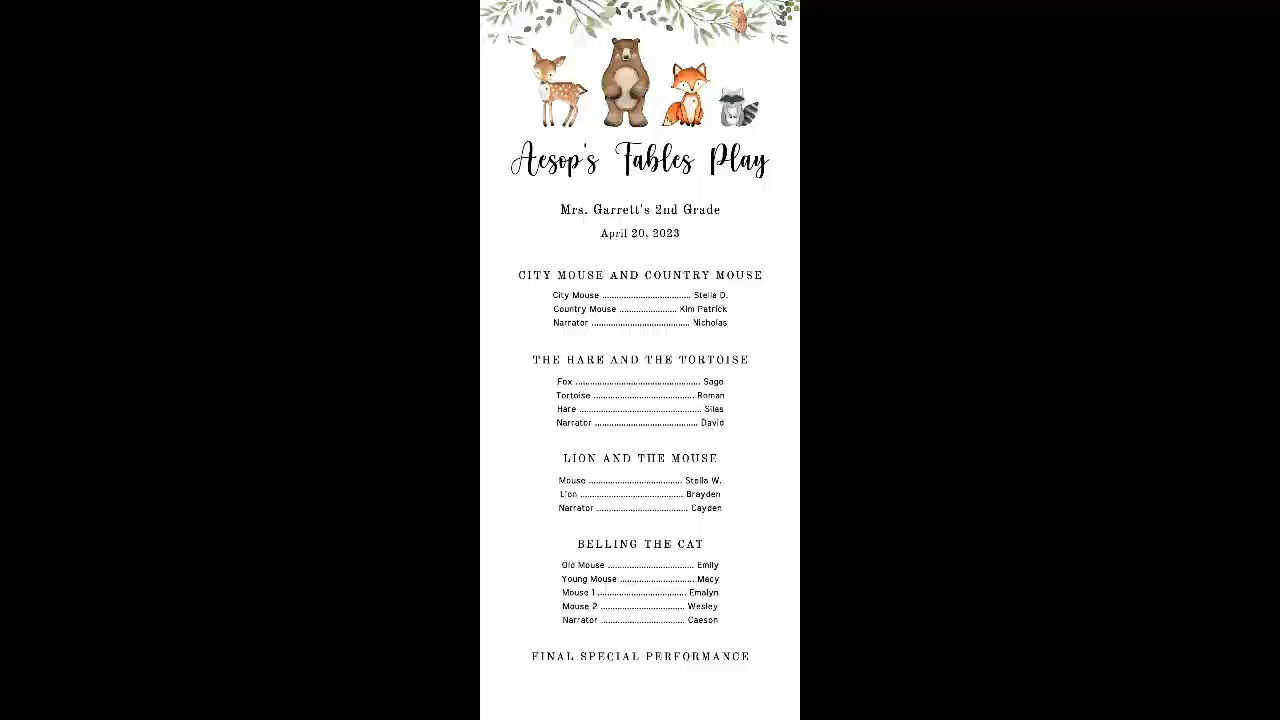 Aesop's Fables Play
Mrs. Garrett's 2nd Grade
April 20, 2023
CITY MOUSE AND COUNTRY MOUSE
City Mouse .................................... Stella D.
Country Mouse ....................... Kim Patrick
Narrator ........................................ Nicholas
THE HARE AND THE TORTOISE
Fox ................................................... Sage
Tortoise ......................................... Roman
Hare .................................................. Silas
Narrator .......................................... David
LION AND THE MOUSE
Mouse ...................................... Stella W.
Lion .......................................... Brayden
Narrator ..................................... Cayden
BELLING THE CAT
Old Mouse ................................... Emily
Young Mouse .............................. Macy
Mouse 1 .................................... Emalyn
Mouse 2 .................................. Wesley
Narrator .................................. Caeson
FINAL SPECIAL PERFORMANCE